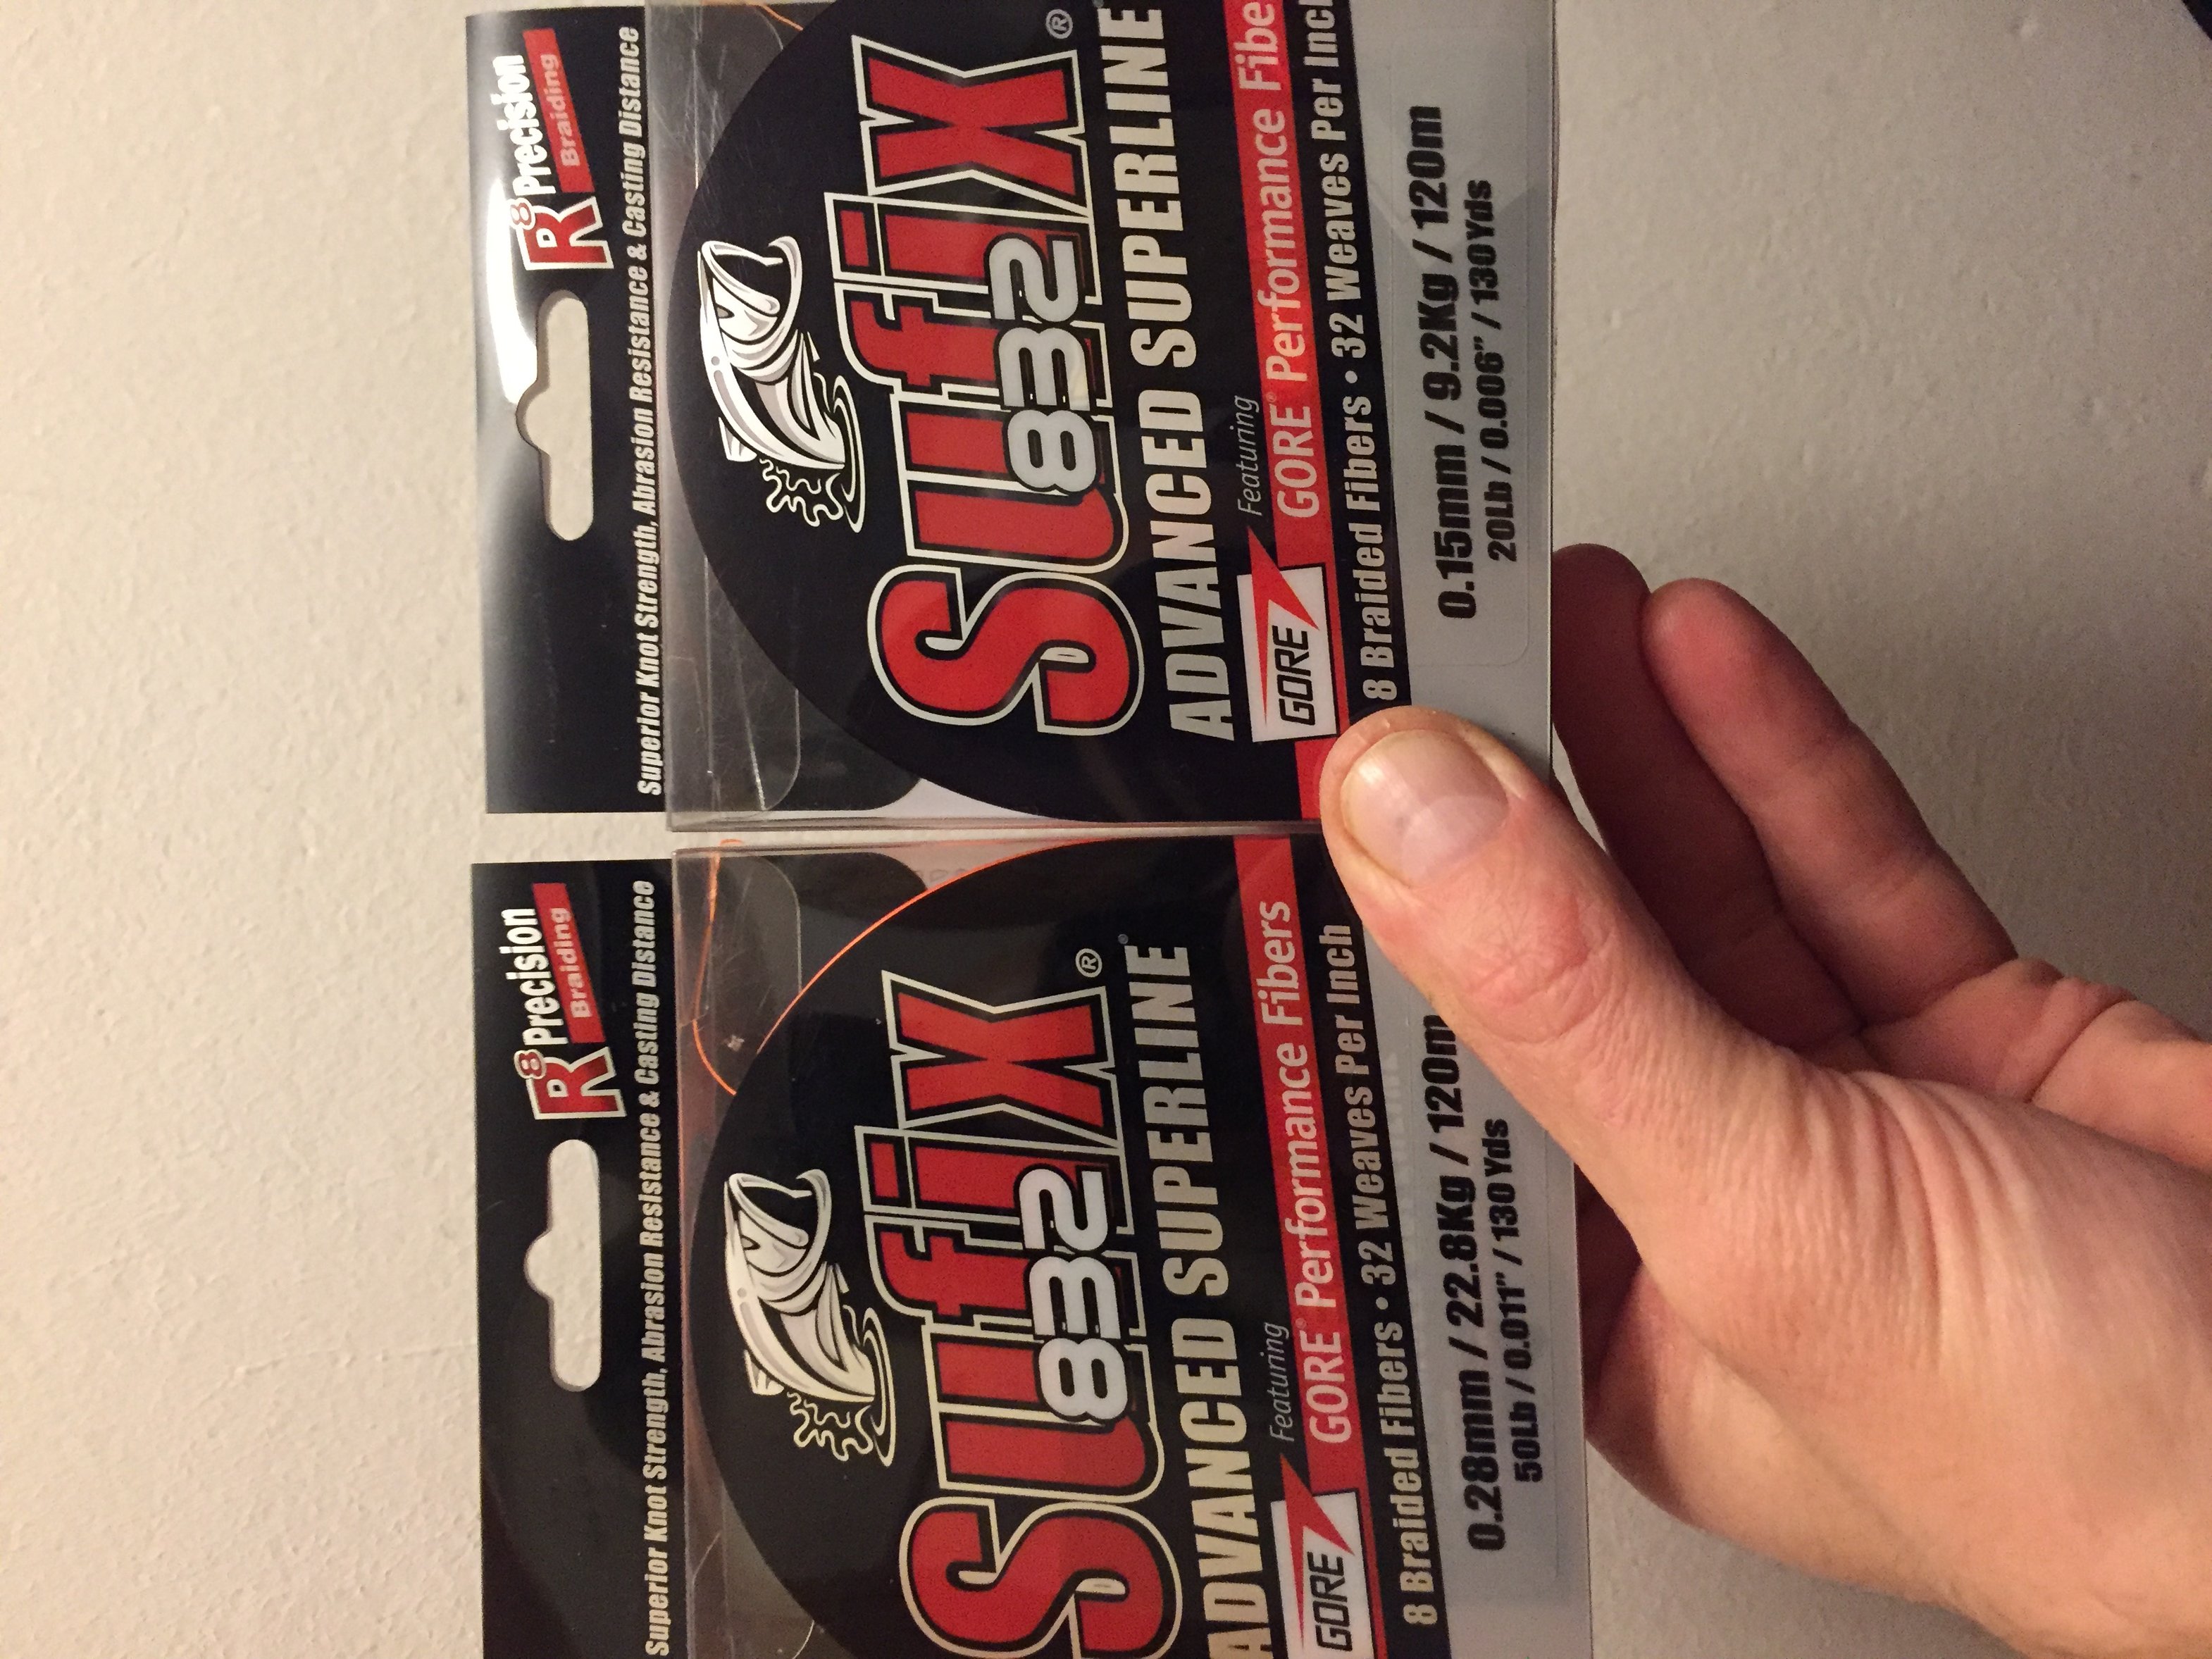 R8 Precision
Braiding
Superior Knot Strength, Abrasion Resistance & Casting Distance
Sufix®
832
ADVANCED SUPERLINE®
Featuring
GORE GORE® Performance Fibers
8 Braided Fibers • 32 Weaves Per Inch
0.28mm / 22.8Kg / 120m
50Lb / 0.011" / 130 Yds
R8 Precision
Braiding
Superior Knot Strength, Abrasion Resistance & Casting Distance
Sufix®
832
ADVANCED SUPERLINE
Featuring
GORE GORE® Performance Fibe
8 Braided Fibers • 32 Weaves Per Inch
0.15mm / 9.2Kg / 120m
20Lb / 0.006" / 130Yds